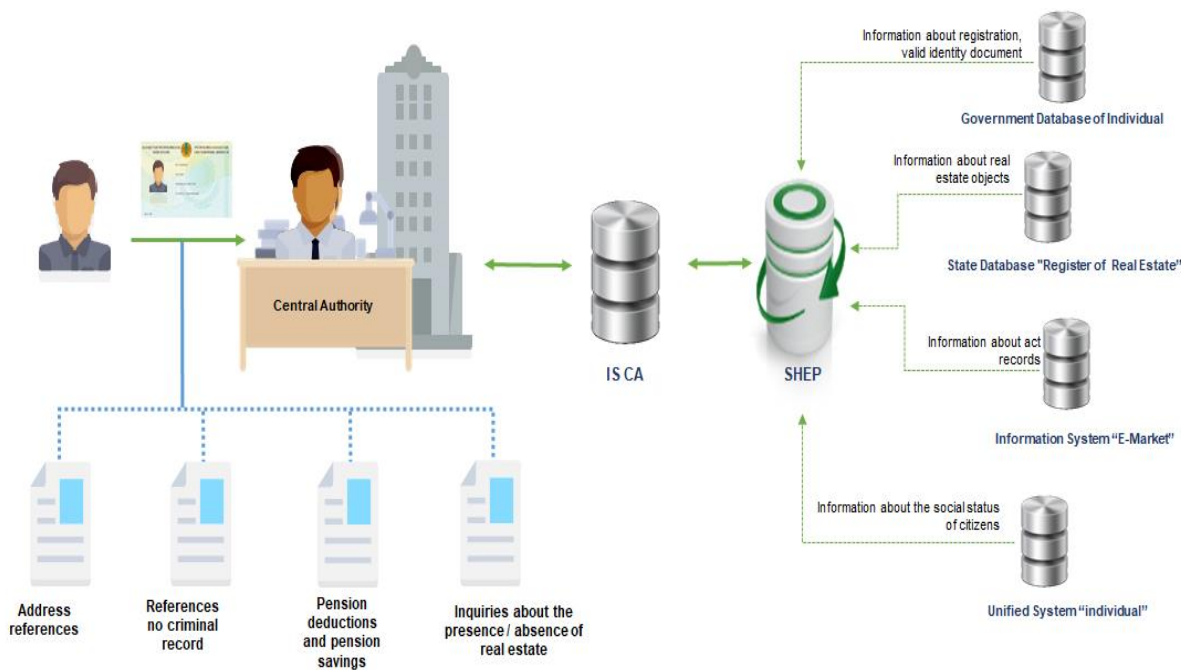 Information about registration,
valid identity document
Government Database of Individual
Information about real
estate objects
State Database "Register of Real Estate"
Central Authority
IS CA
SHEP
Information about act
records
Information System “E-Market”
Information about the social status
of citizens
Unified System “individual”
Address
references
References
no criminal
record
Pension
deductions
and pension
savings
Inquiries about the
presence / absence of
real estate